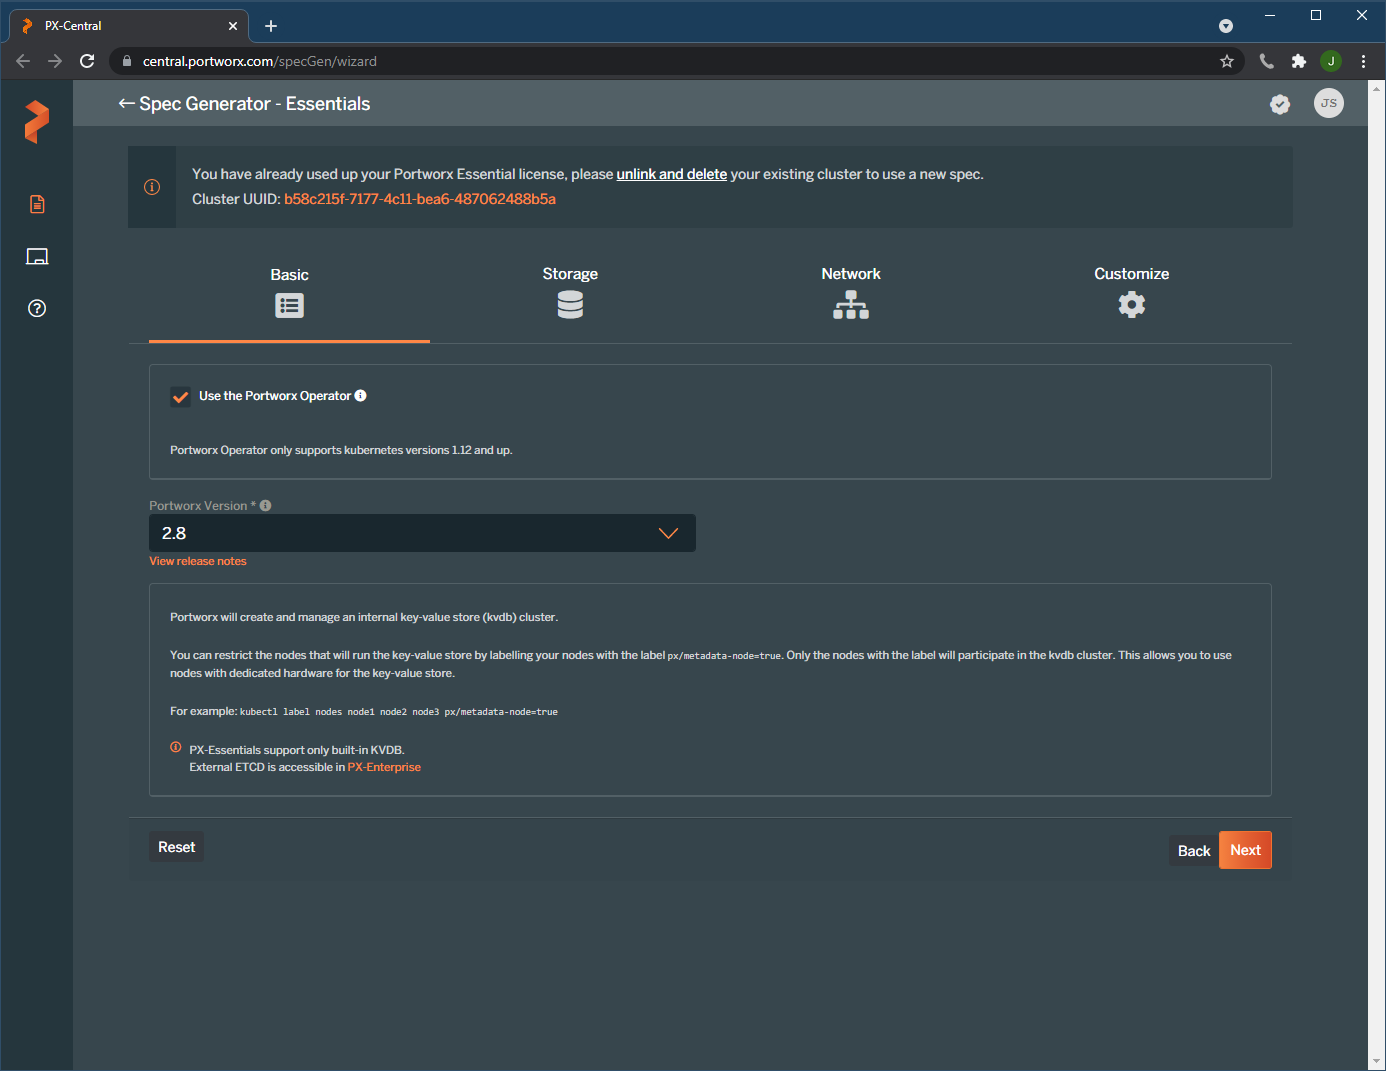 PX-Central
central.portworx.com/specGen/wizard
J
Spec Generator - Essentials
JS
You have already used up your Portworx Essential license, please unlink and delete your existing cluster to use a new spec.
Cluster UUID: b58c215f-7177-4c11-bea6-487062488b5a
Basic
Storage
Network
Customize
Use the Portworx Operator
Portworx Operator only supports kubernetes versions 1.12 and up.
Portworx Version *
2.8
View release notes
Portworx will create and manage an internal key-value store (kvdb) cluster.
You can restrict the nodes that will run the key-value store by labelling your nodes with the label px/metadata-node=true. Only the nodes with the label will participate in the kvdb cluster. This allows you to use
nodes with dedicated hardware for the key-value store.
For example: kubectl label nodes node1 node2 node3 px/metadata-node=true
PX-Essentials support only built-in KVDB.
External ETCD is accessible in PX-Enterprise
Reset
Back
Next